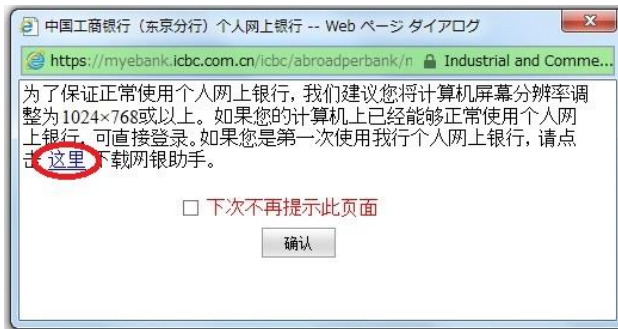 中国工商银行（东京分行）个人网上银行 -- Web ページ ダイアログ
https://myebank.icbc.com.cn/icbc/abroadperbank/n Industrial and Comme...
为了保证正常使用个人网上银行，我们建议您将计算机屏幕分辨率调
整为1024×768或以上。如果您的计算机上已经能够正常使用个人网
上银行，可直接登录。如果您是第一次使用我行个人网上银行，请点
击 这里 下载网银助手。
下次不再提示此页面
确认